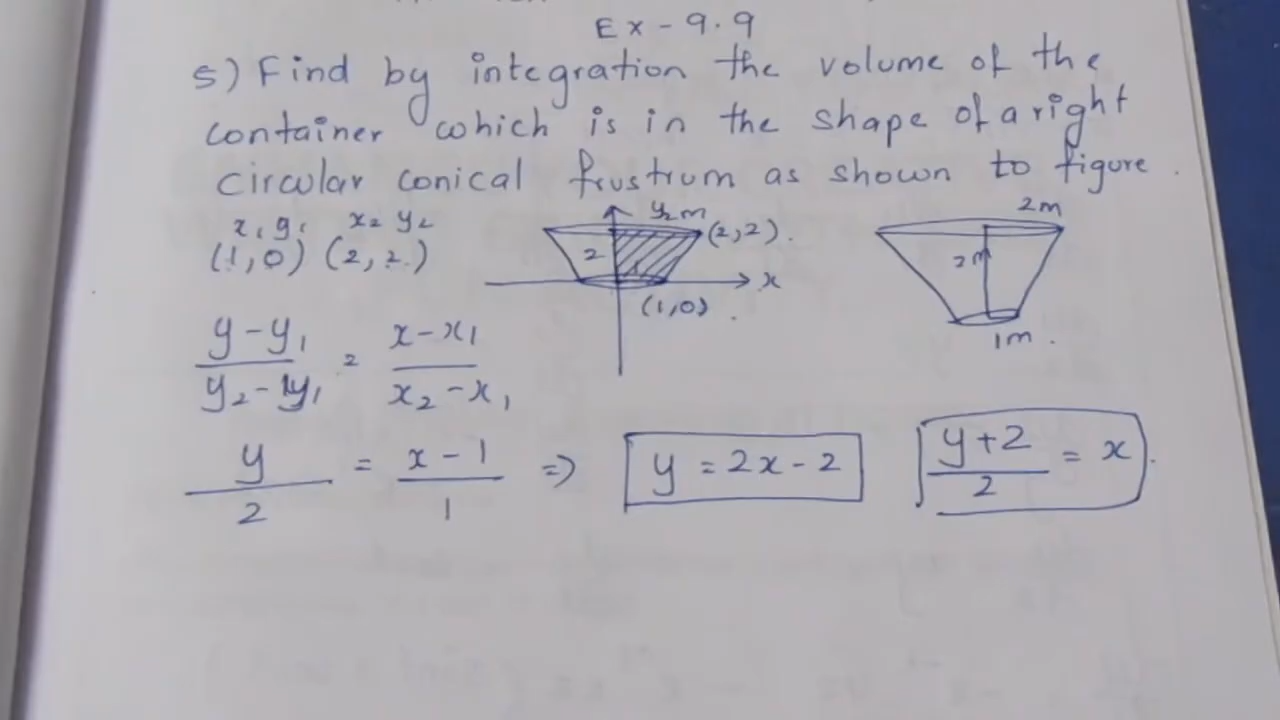 Ex - 9.9
5) Find by integration the volume of the
container which is in the shape of a right
circular conical frustrum as shown to figure.
x₁ y₁ x₂ y₂
(1,0) (2,2)
2m
(2,2).
2
x
(1,0).
2m
2m
1m.
y-y₁ / y₂-y₁ = x-x₁ / x₂-x₁
y/2 = x-1/1 ⇒ y = 2x-2
y+2/2 = x.